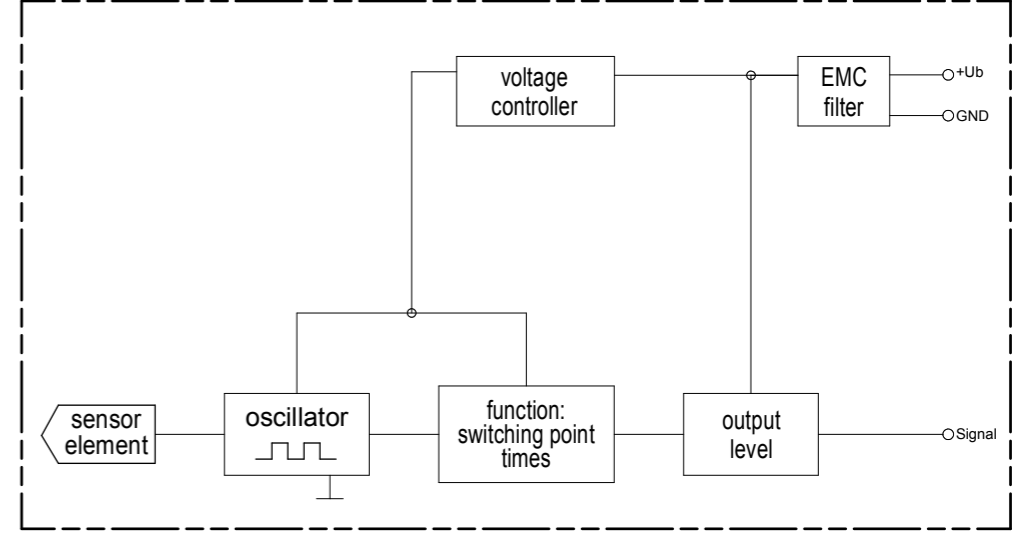 voltage
controller
EMC
filter
+Ub
GND
sensor
element
oscillator
function:
switching point
times
output
level
Signal